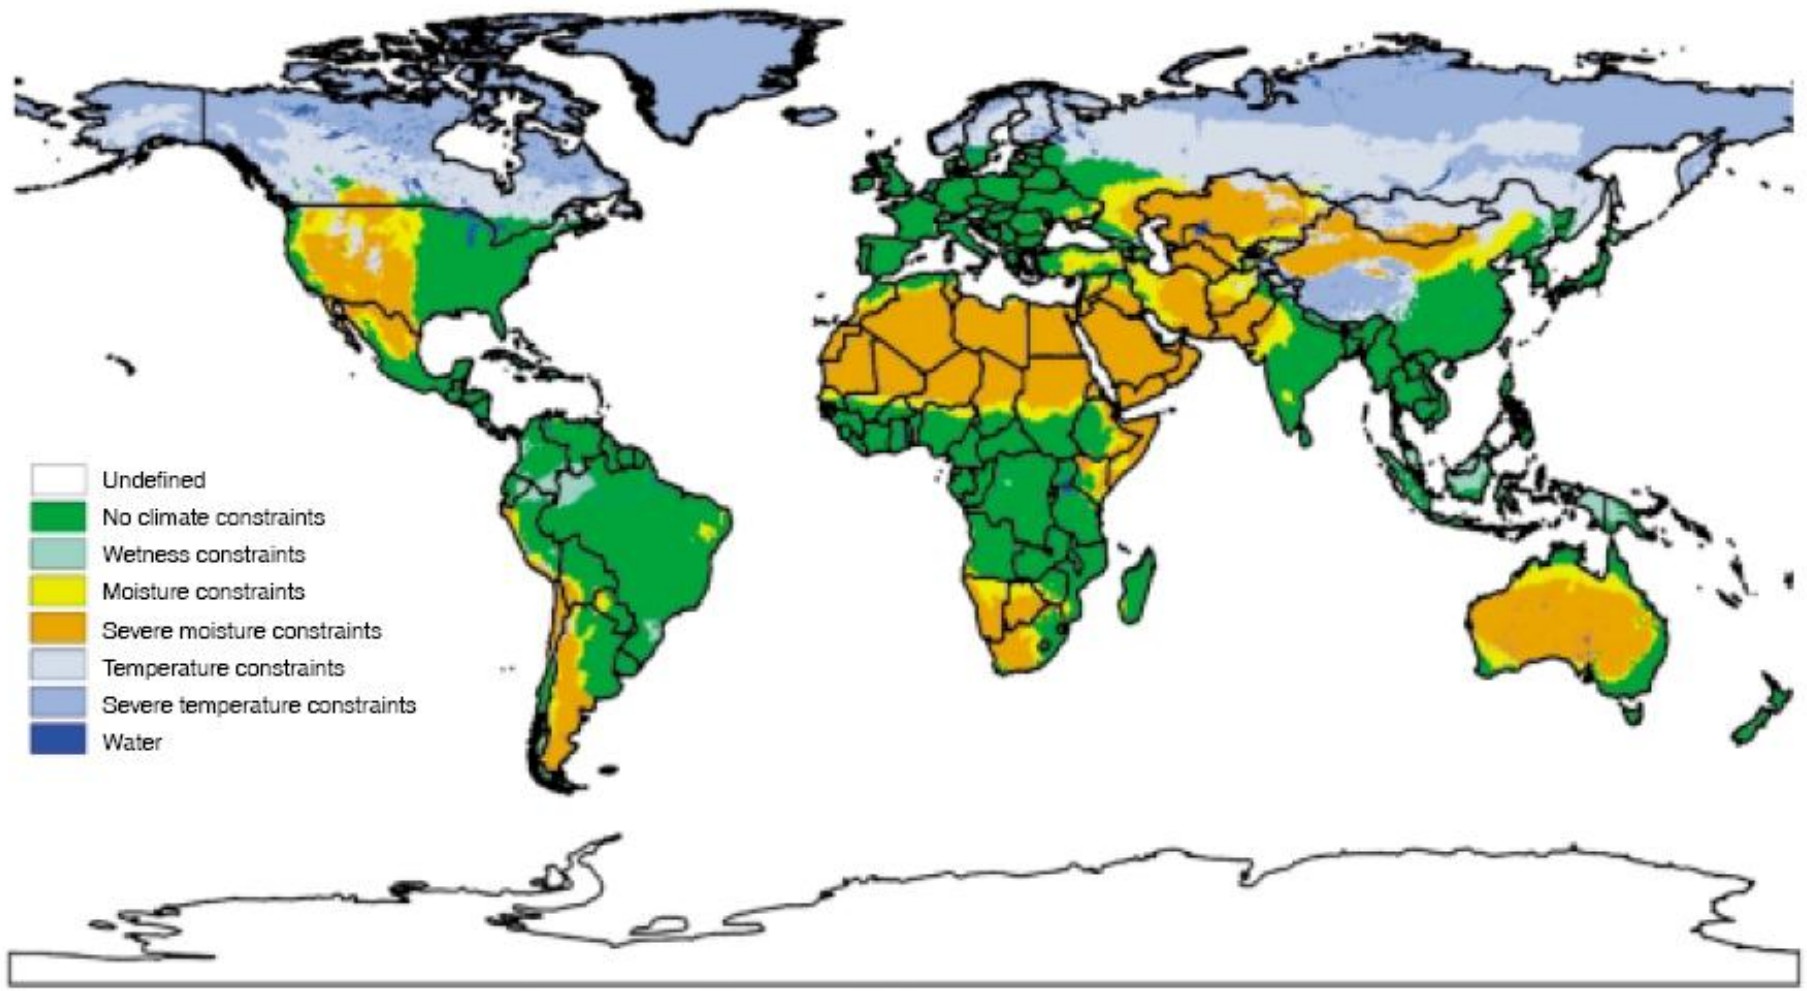 Undefined
No climate constraints
Wetness constraints
Moisture constraints
Severe moisture constraints
Temperature constraints
Severe temperature constraints
Water